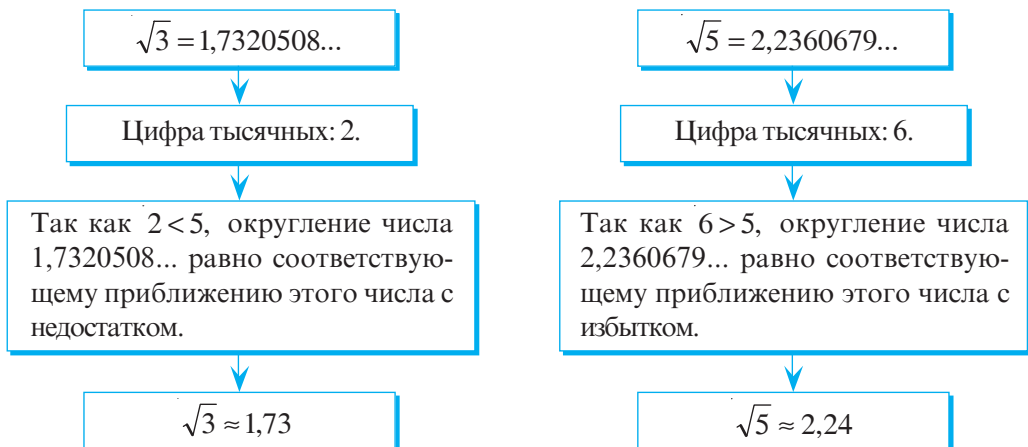 √3 = 1,7320508...
Цифра тысячных: 2.
Так как 2 < 5, округление числа
1,7320508... равно соответствую-
щему приближению этого числа с
недостатком.
√3 ≈ 1,73
√5 = 2,2360679...
Цифра тысячных: 6.
Так как 6 > 5, округление числа
2,2360679... равно соответствую-
щему приближению этого числа с
избытком.
√5 ≈ 2,24